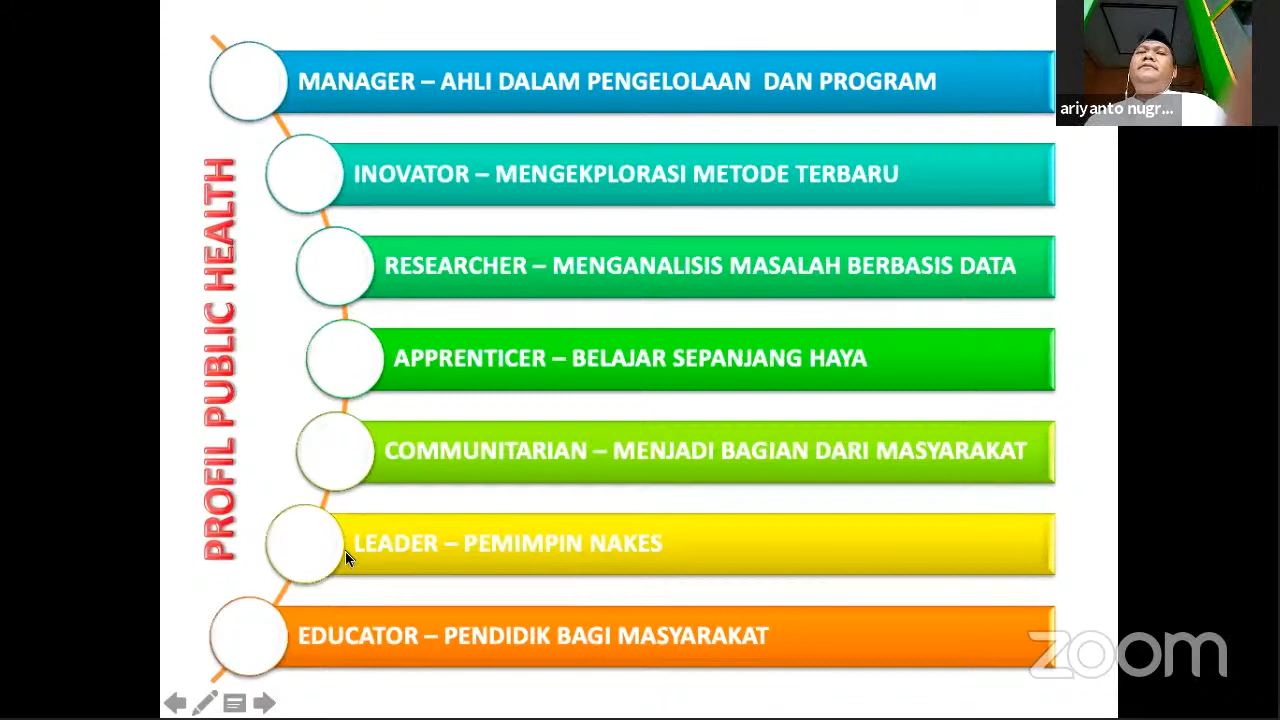 PROFIL PUBLIC HEALTH
MANAGER – AHLI DALAM PENGELOLAAN DAN PROGRAM
INOVATOR – MENGEKPLORASI METODE TERBARU
RESEARCHER – MENGANALISIS MASALAH BERBASIS DATA
APPRENTICER – BELAJAR SEPANJANG HAYA
COMMUNITARIAN – MENJADI BAGIAN DARI MASYARAKAT
LEADER – PEMIMPIN NAKES
EDUCATOR – PENDIDIK BAGI MASYARAKAT
ariyanto nugr...
zoom